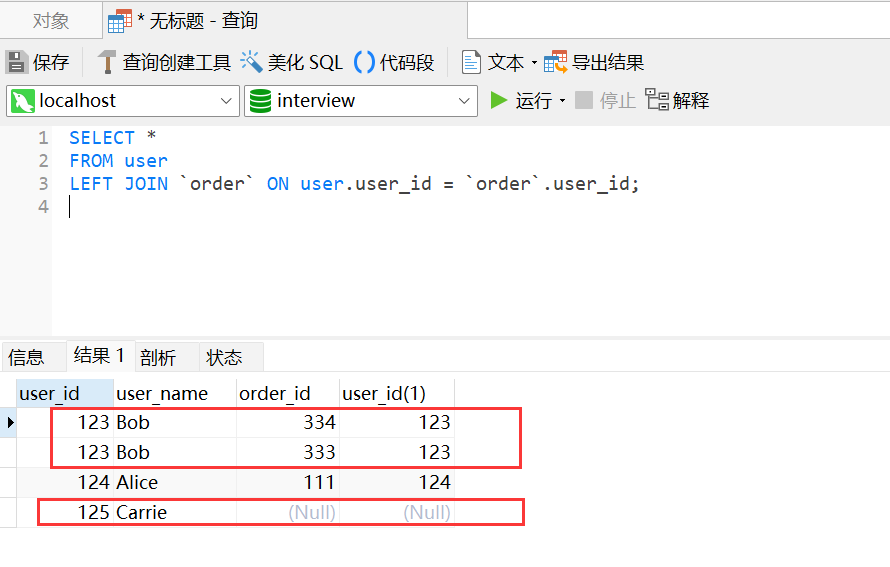 对象 * 无标题 - 查询
保存 查询创建工具 美化 SQL () 代码段 文本 导出结果
localhost interview 运行 停止 解释
1 SELECT *
2 FROM user
3 LEFT JOIN `order` ON user.user_id = `order`.user_id;
4
信息 结果 1 剖析 状态
user_id user_name order_id user_id(1)
123 Bob 334 123
123 Bob 333 123
124 Alice 111 124
125 Carrie (Null) (Null)